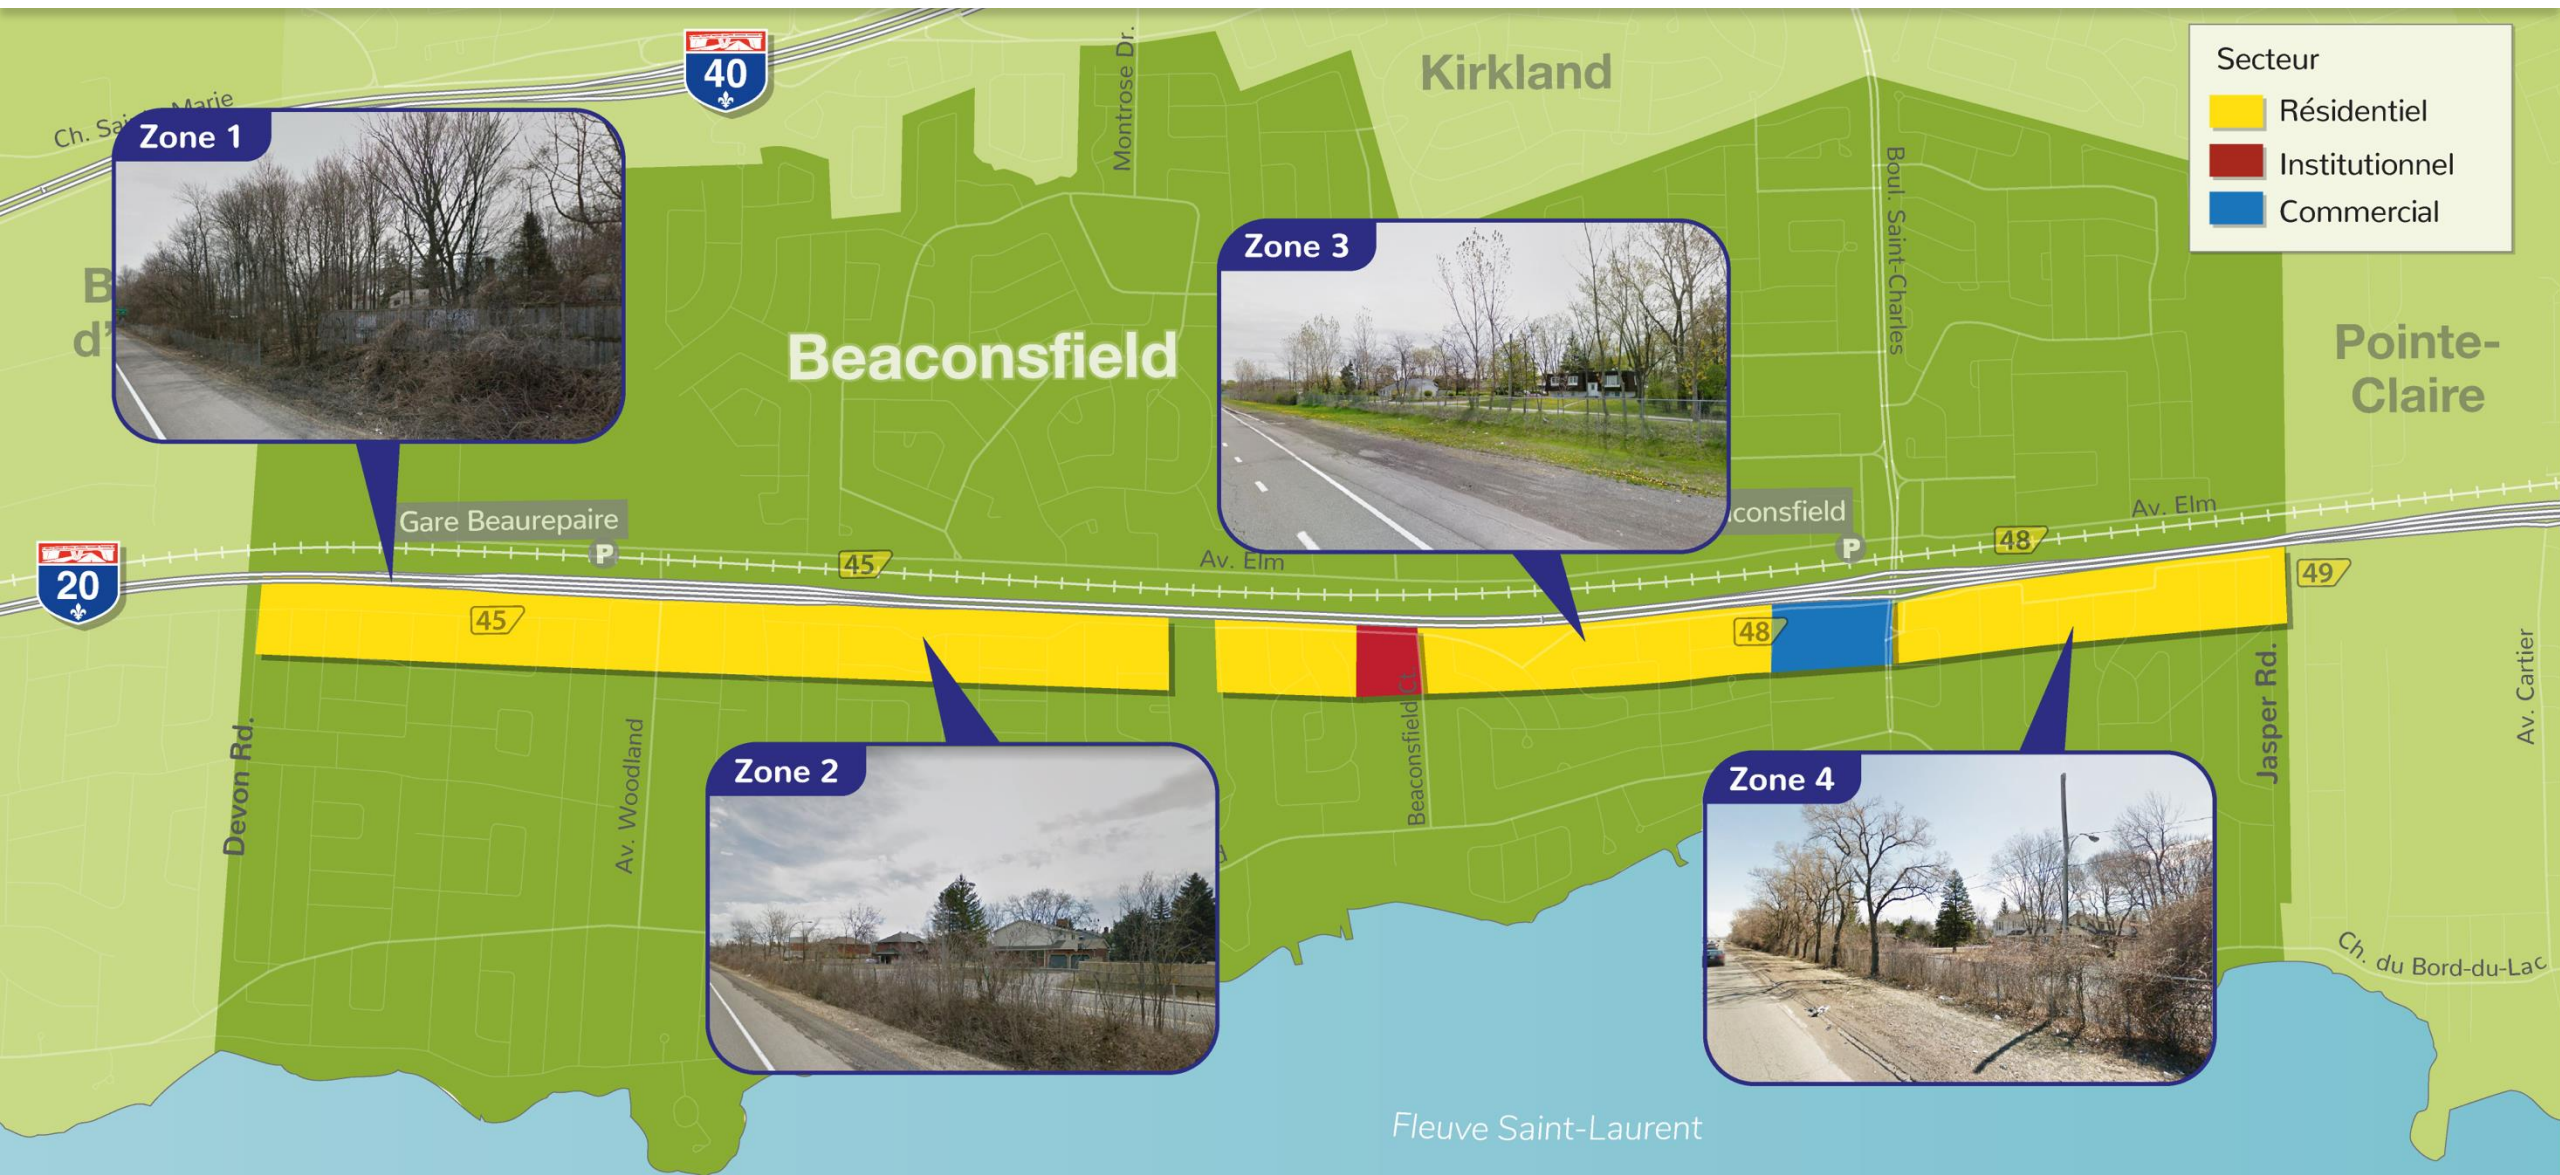 40
Kirkland
Montrose Dr.
Secteur
Résidentiel
Institutionnel
Commercial
Ch.
Marie
Zone 1
Boul. Saint-Charles
Zone 3
B
d'
Beaconsfield
Pointe-
Claire
Gare Beaurepaire
consfield
P
P
Av. Elm
48
45
Av. Elm
20
49
45
48
Devon Rd.
Av. Woodland
Beaconsfield Ct.
Jasper Rd.
Av. Cartier
Zone 2
Zone 4
Ch. du Bord-du-Lac
Fleuve Saint-Laurent